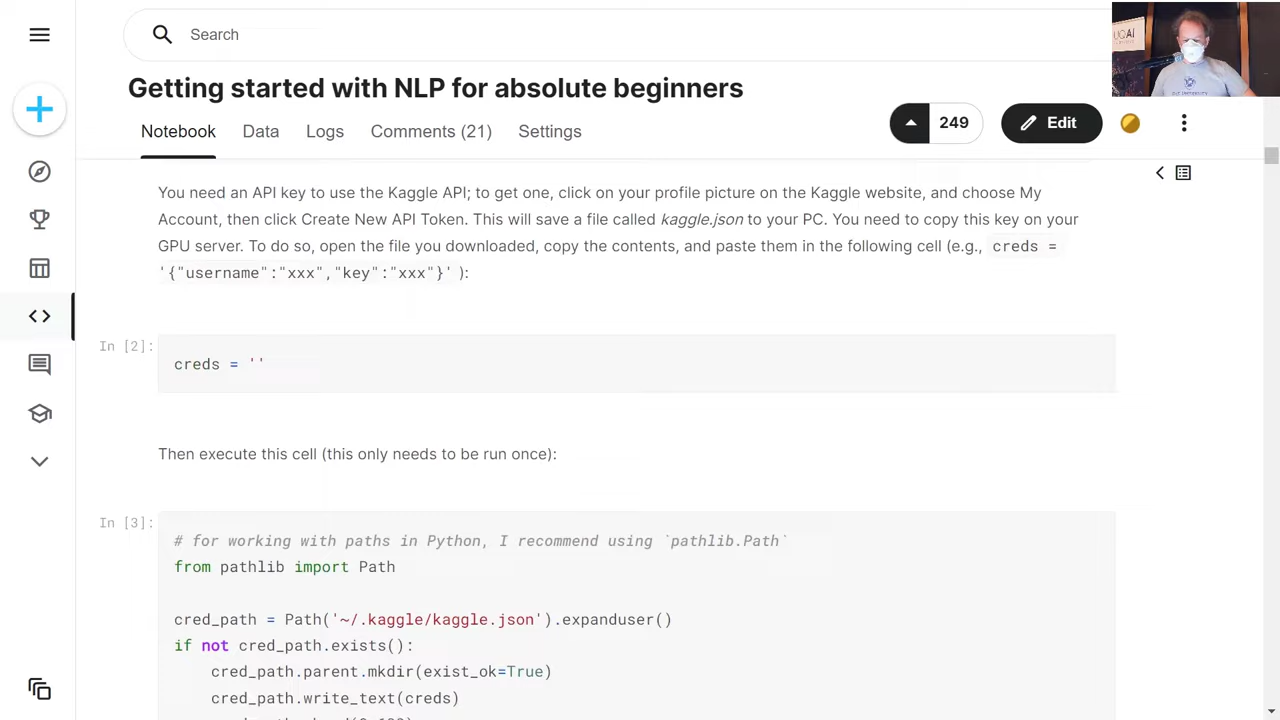 Search
Getting started with NLP for absolute beginners
Notebook Data Logs Comments (21) Settings
249 Edit
You need an API key to use the Kaggle API; to get one, click on your profile picture on the Kaggle website, and choose My
Account, then click Create New API Token. This will save a file called kaggle.json to your PC. You need to copy this key on your
GPU server. To do so, open the file you downloaded, copy the contents, and paste them in the following cell (e.g., creds =
'{"username":"xxx","key":"xxx"}' ):
In [2]:
creds = ''
Then execute this cell (this only needs to be run once):
In [3]:
# for working with paths in Python, I recommend using `pathlib.Path`
from pathlib import Path
cred_path = Path('~/.kaggle/kaggle.json').expanduser()
if not cred_path.exists():
cred_path.parent.mkdir(exist_ok=True)
cred_path.write_text(creds)